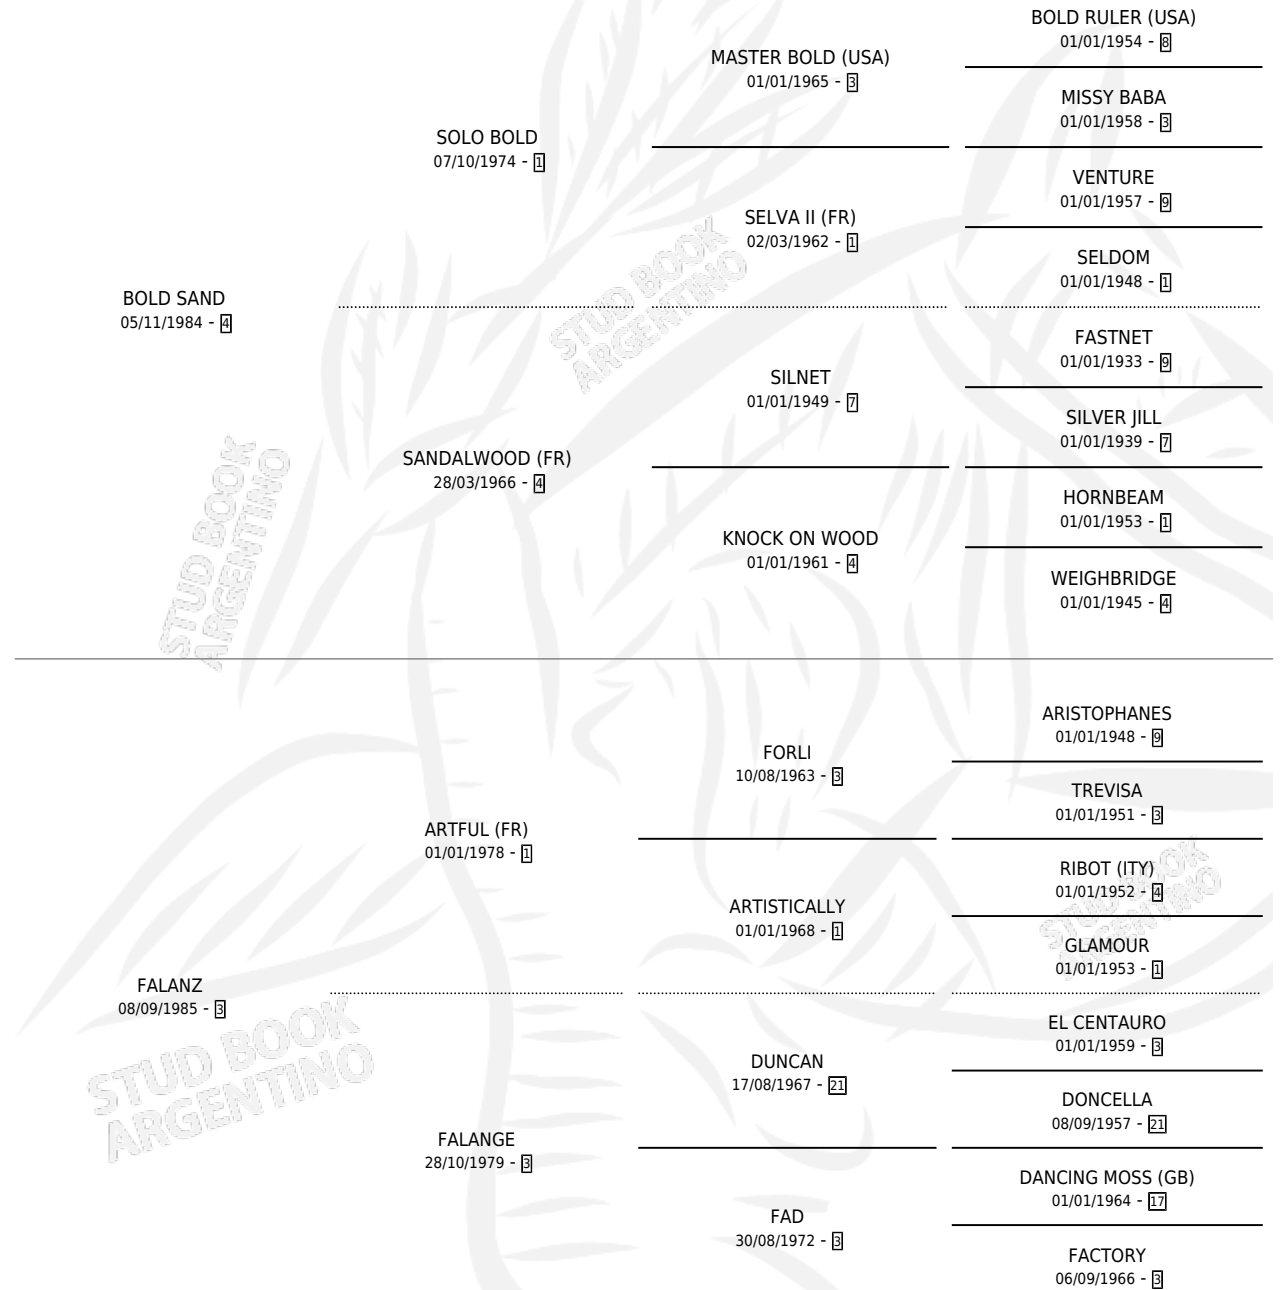 BOLD RULER (USA)
01/01/1954 - 8
MASTER BOLD (USA)
01/01/1965 - 3
MISSY BABA
01/01/1958 - 3
SOLO BOLD
07/10/1974 - 1
VENTURE
01/01/1957 - 9
SELVA II (FR)
02/03/1962 - 1
SELDOM
01/01/1948 - 1
BOLD SAND
05/11/1984 - 4
FASTNET
01/01/1933 - 9
SILNET
01/01/1949 - 7
SILVER JILL
01/01/1939 - 7
SANDALWOOD (FR)
28/03/1966 - 4
HORNBEAM
01/01/1953 - 1
KNOCK ON WOOD
01/01/1961 - 4
WEIGHBRIDGE
01/01/1945 - 4
ARISTOPHANES
01/01/1948 - 9
FORLI
10/08/1963 - 3
TREVISA
01/01/1951 - 3
ARTFUL (FR)
01/01/1978 - 1
RIBOT (ITY)
01/01/1952 - 4
ARTISTICALLY
01/01/1968 - 1
GLAMOUR
01/01/1953 - 1
FALANZ
08/09/1985 - 3
EL CENTAURO
01/01/1959 - 3
DUNCAN
17/08/1967 - 21
DONCELLA
08/09/1957 - 21
FALANGE
28/10/1979 - 3
DANCING MOSS (GB)
01/01/1964 - 17
FAD
30/08/1972 - 3
FACTORY
06/09/1966 - 3
STUD BOOK
ARGENTINO
STUD BOOK
ARGENTINO
STUD BOOK
ARGENTINO
STUD BOOK
ARGENTINO